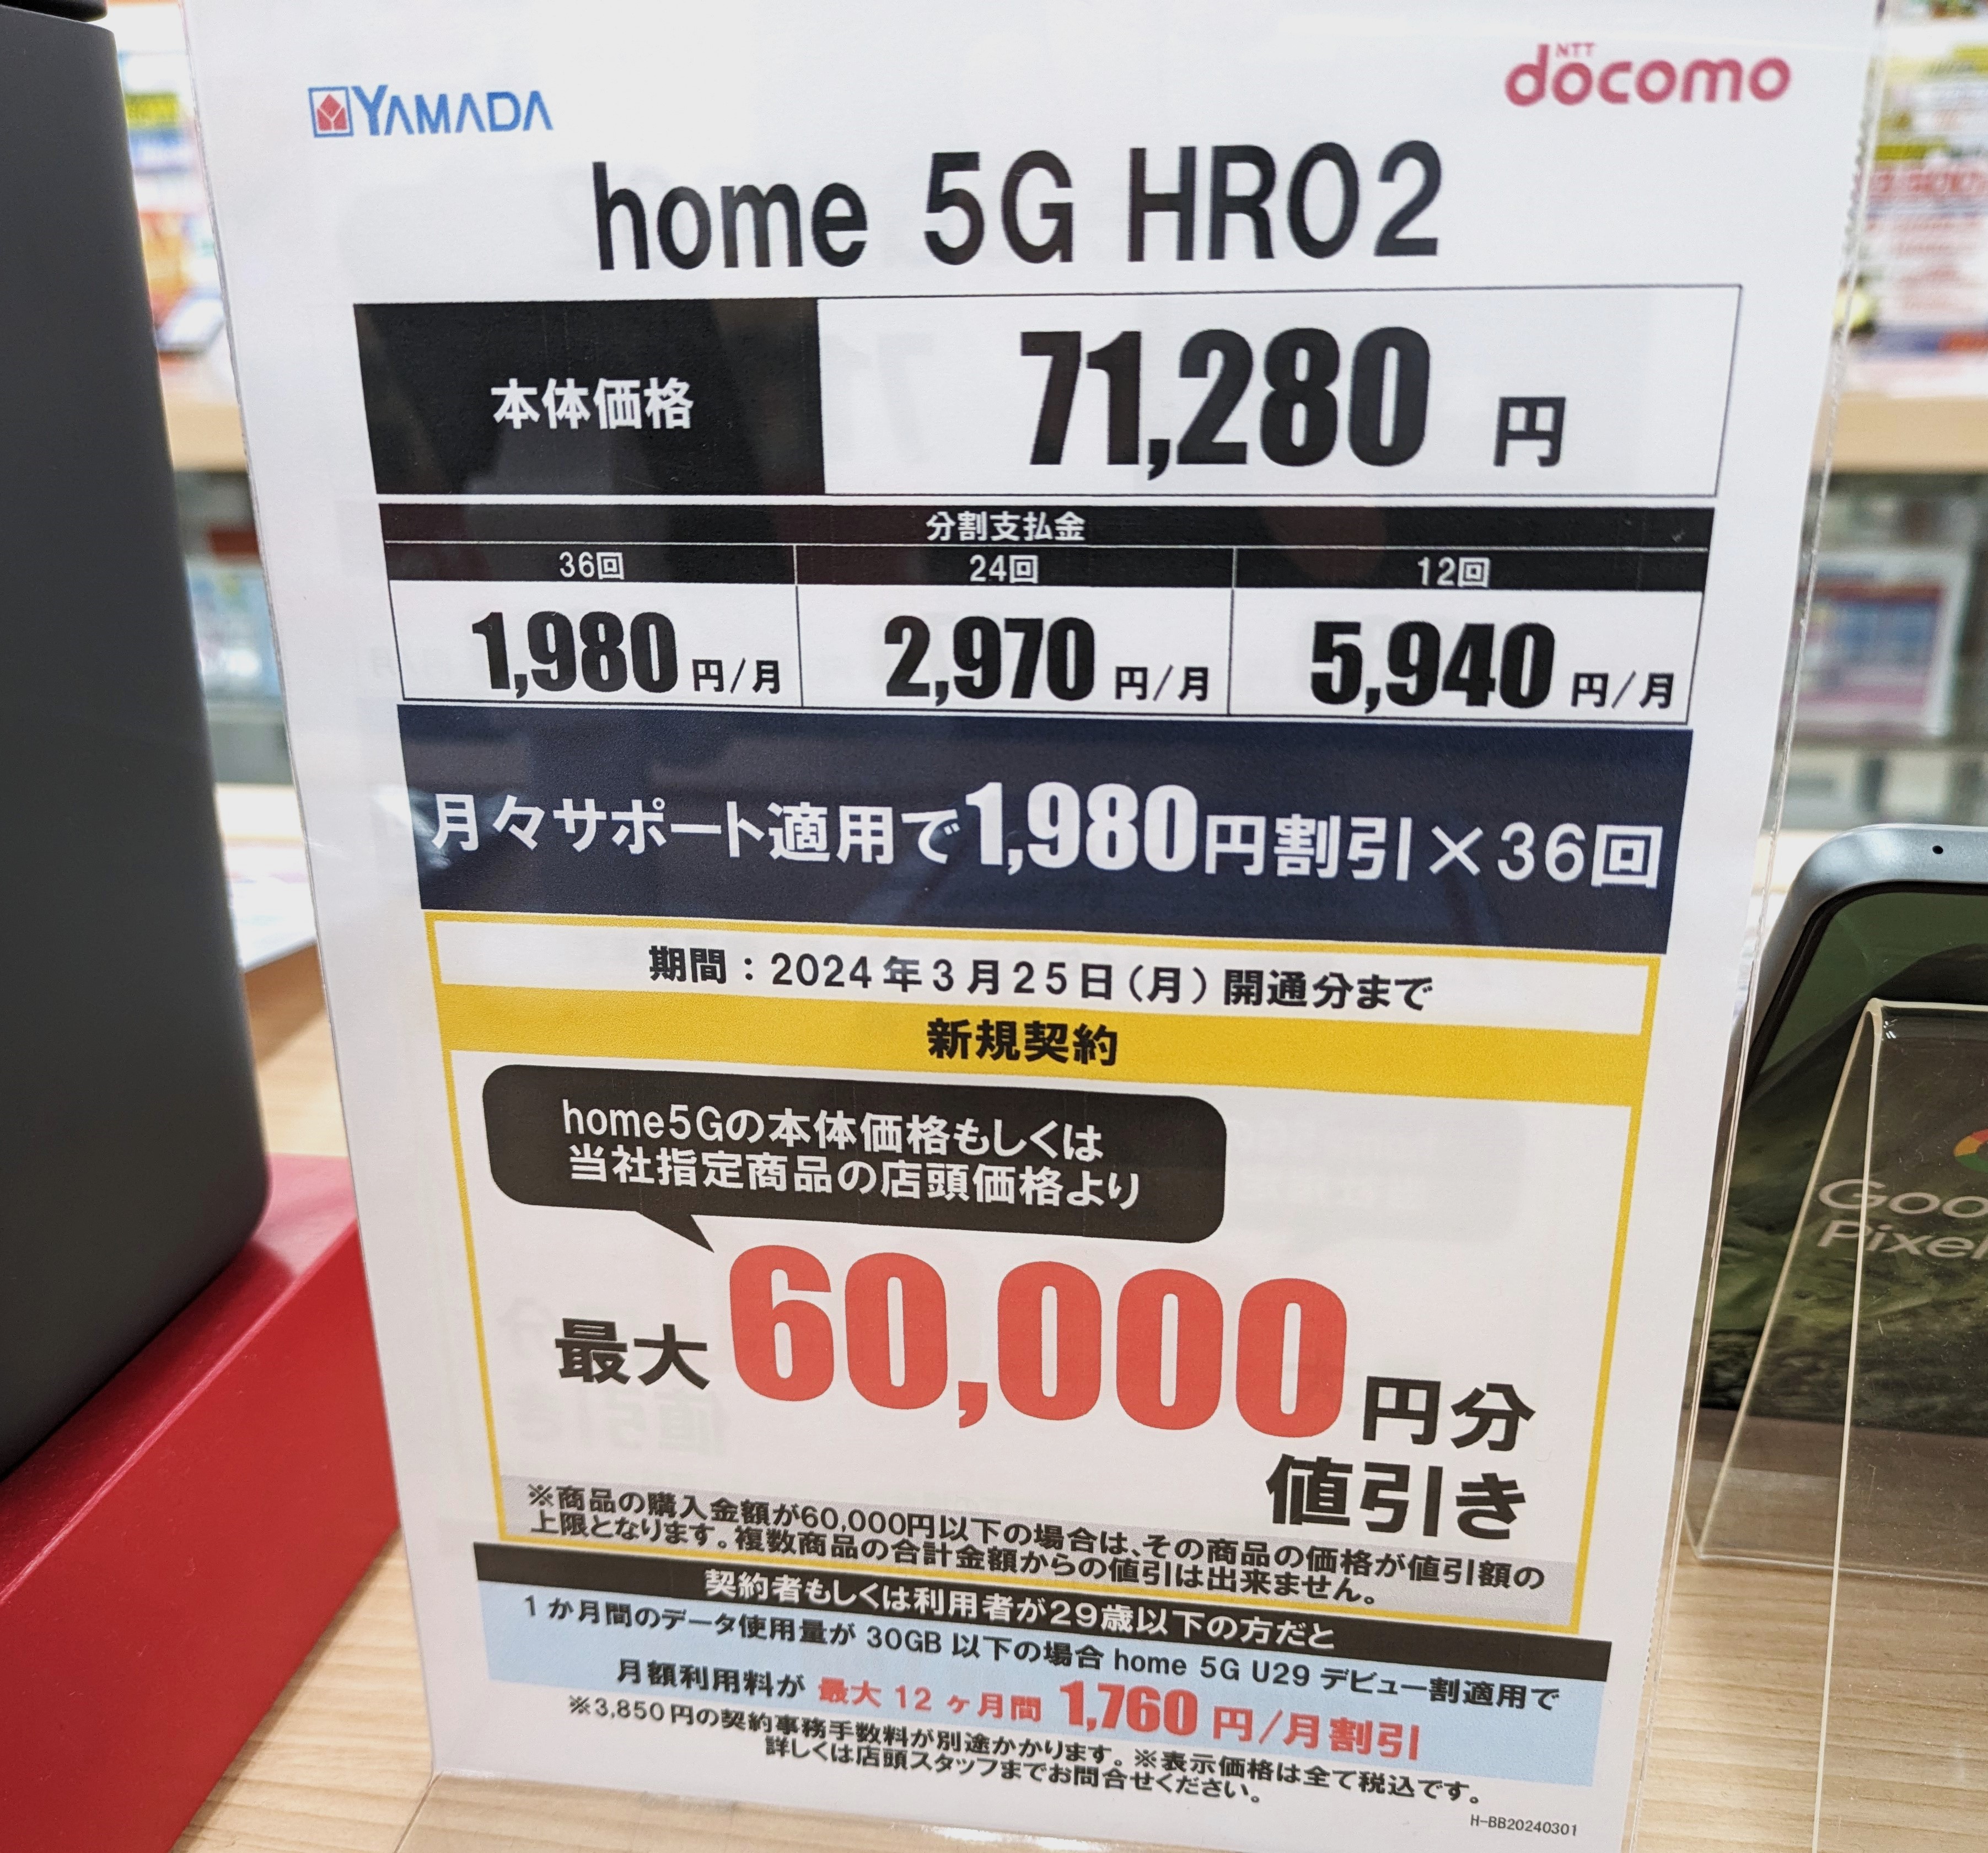 YAMADA
NTT
docomo
home 5G HR02
本体価格
71,280 円
分割支払金
36回 24回 12回
1,980 円/月 2,970 円/月 5,940 円/月
月々サポート適用で1,980円割引×36回
期間：2024年3月25日（月）開通分まで
新規契約
home5Gの本体価格もしくは
当社指定商品の店頭価格より
最大60,000円分
値引き
※商品の購入金額が60,000円以下の場合は、その商品の価格が値引額の
上限となります。複数商品の合計金額からの値引は出来ません。
契約者もしくは利用者が29歳以下の方だと
1か月間のデータ使用量が 30GB 以下の場合 home 5G U29 デビュー割適用で
月額利用料が 最大 12 ヶ月間 1,760 円/月割引
※3,850円の契約事務手数料が別途かかります。※表示価格は全て税込です。
詳しくは店頭スタッフまでお問合せください。
H-BB20240301
Pixel